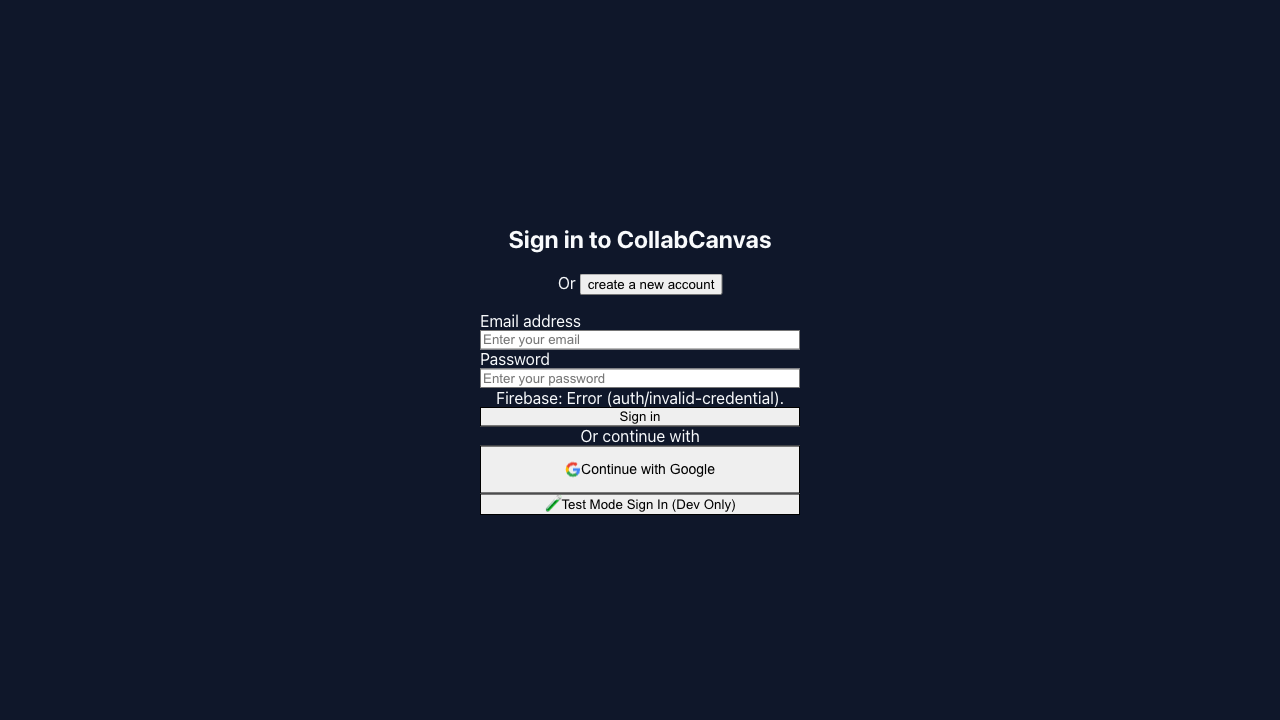 Sign in to CollabCanvas
Or create a new account
Email address
Enter your email
Password
Enter your password
Firebase: Error (auth/invalid-credential).
Sign in
Or continue with
Continue with Google
Test Mode Sign In (Dev Only)